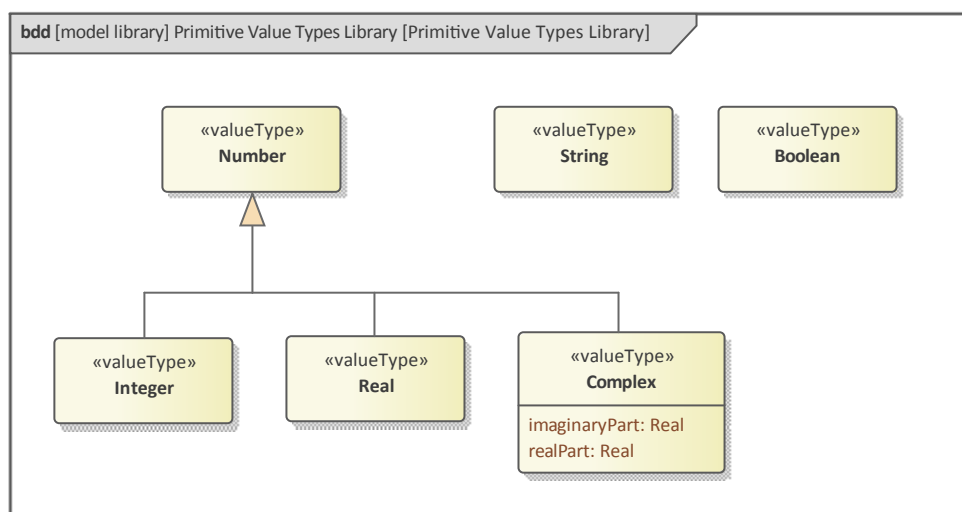 bdd [model library] Primitive Value Types Library [Primitive Value Types Library]
«valueType»
Number
«valueType»
String
«valueType»
Boolean
«valueType»
Integer
«valueType»
Real
«valueType»
Complex
imaginaryPart: Real
realPart: Real